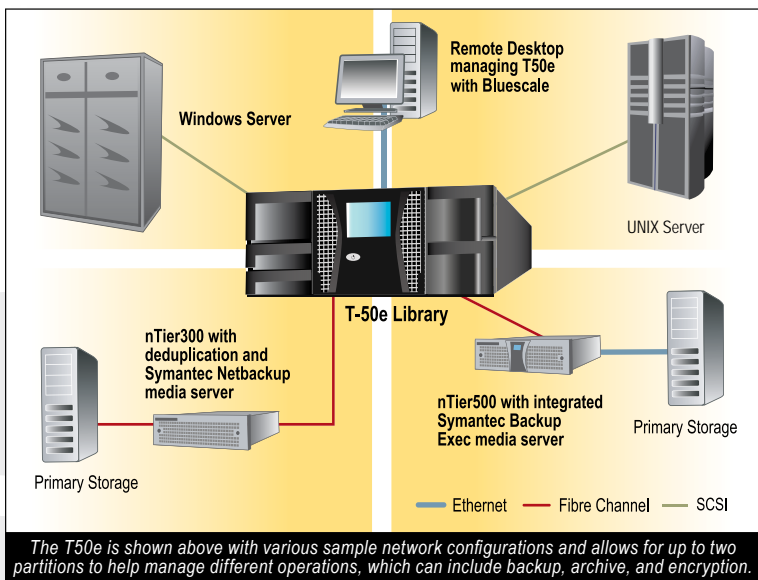 Remote Desktop
managing T50e
with Bluescale
Windows Server
UNIX Server
T-50e Library
nTier300 with
deduplication and
Symantec Netbackup
media server
nTier500 with integrated
Symantec Backup
Exec media server
Primary Storage
Primary Storage
Ethernet
Fibre Channel
SCSI
The T50e is shown above with various sample network configurations and allows for up to two
partitions to help manage different operations, which can include backup, archive, and encryption.